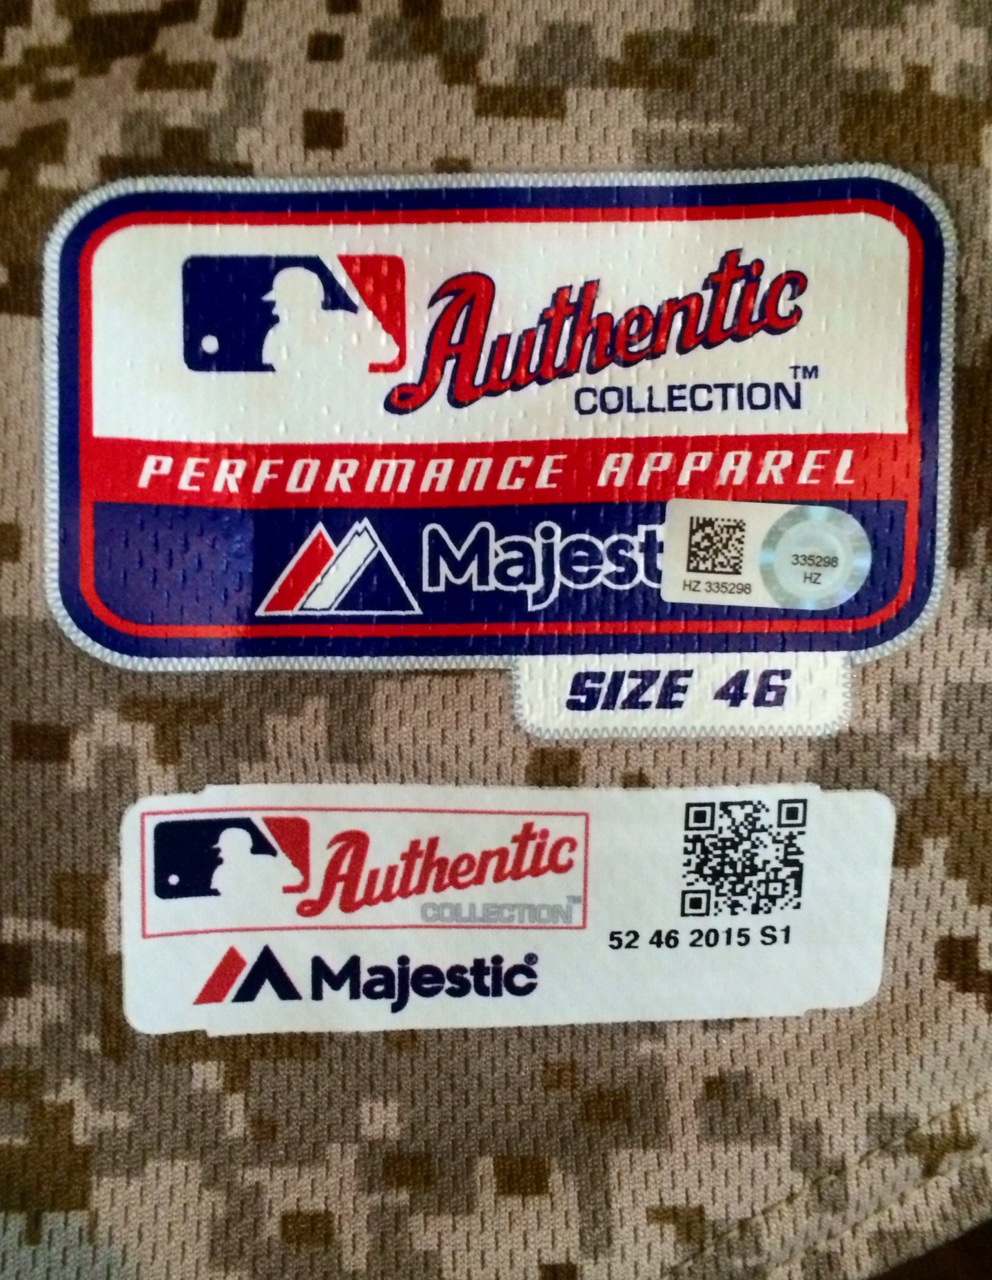 Authentic
COLLECTION™
PERFORMANCE APPAREL
Majest
HZ 335298
335298
HZ
SIZE 46
Authentic
COLLECTION™
52 46 2015 S1
Majestic®